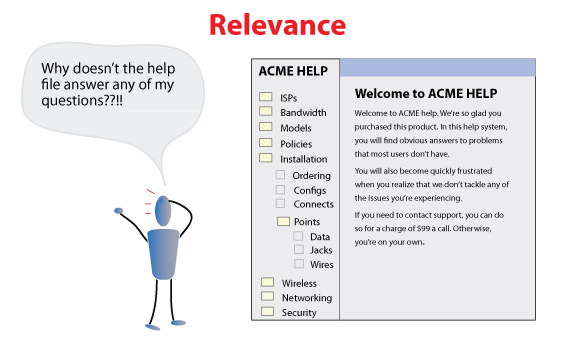 Relevance
Why doesn't the help
file answer any of my
questions??!!
ACME HELP
ISPs
Bandwidth
Models
Policies
Installation
Ordering
Configs
Connects
Points
Data
Jacks
Wires
Wireless
Networking
Security
Welcome to ACME HELP
Welcome to ACME help. We're so glad you
purchased this product. In this help system,
you will find obvious answers to problems
that most users don't have.
You will also become quickly frustrated
when you realize that we don't tackle any of
the issues you're experiencing.
If you need to contact support, you can do
so for a charge of $99 a call. Otherwise,
you're on your own.